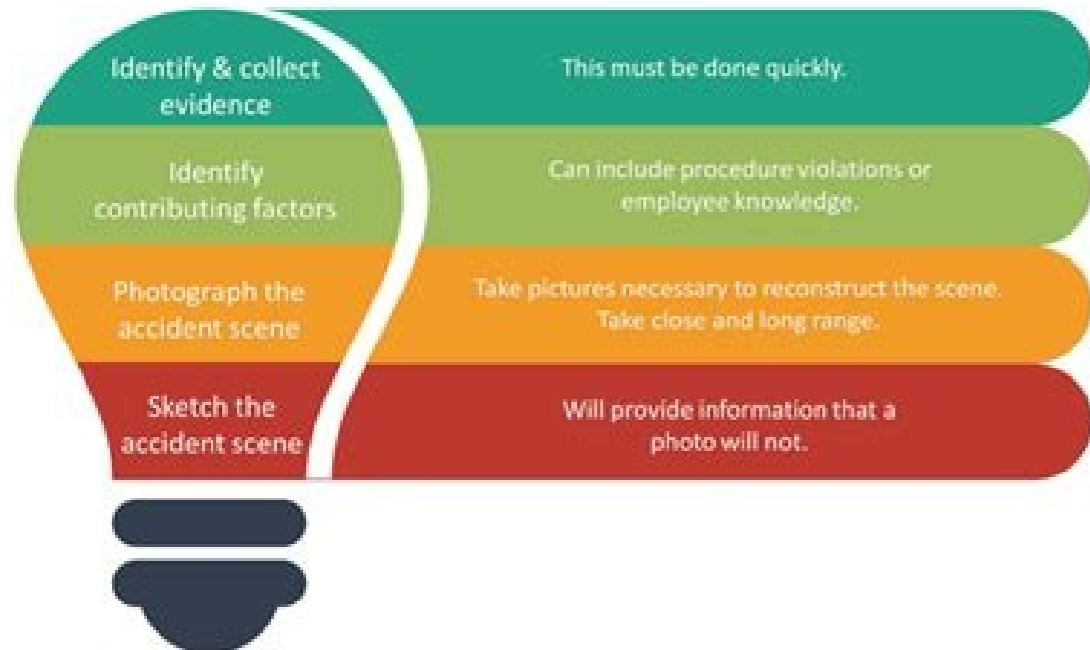 Identify & collect
evidence
This must be done quickly.
Identify
contributing factors
Can include procedure violations or
employee knowledge.
Photograph the
accident scene
Take pictures necessary to reconstruct the scene.
Take close and long range.
Sketch the
accident scene
Will provide information that a
photo will not.